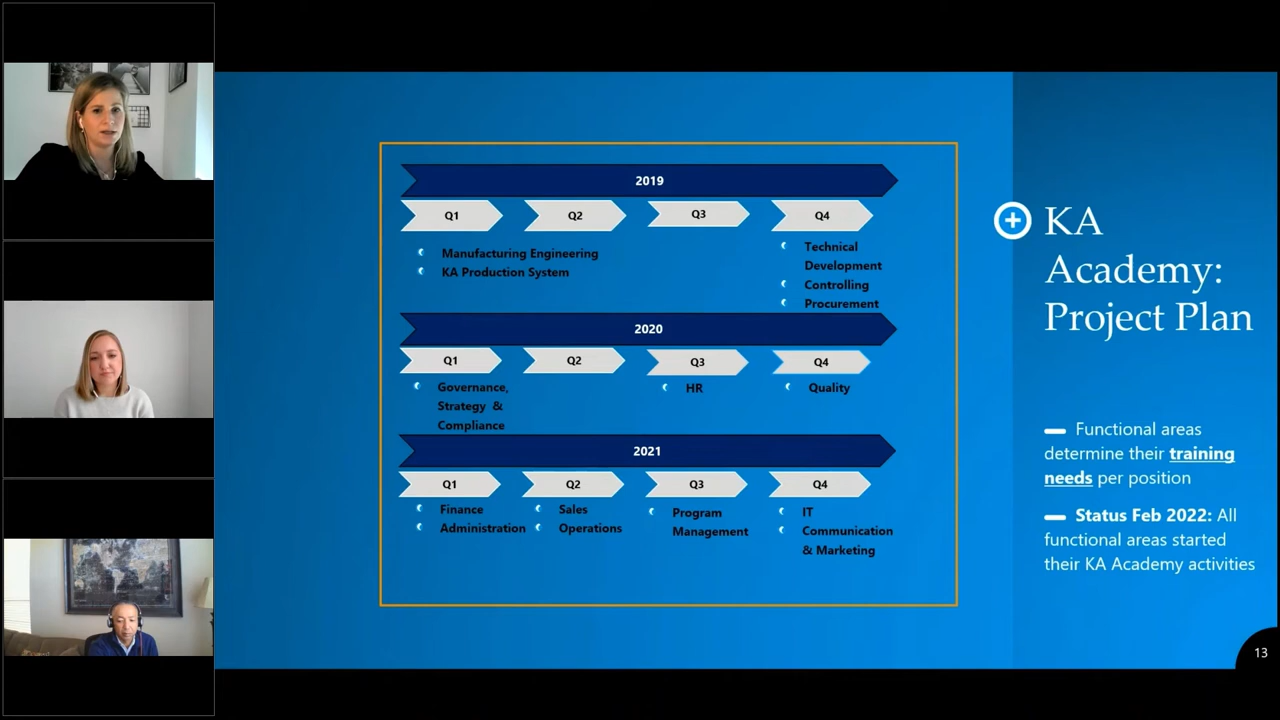 2019
Q1 Q2 Q3 Q4
Manufacturing Engineering
KA Production System
Technical
Development
Controlling
Procurement
2020
Q1 Q2 Q3 Q4
Governance,
Strategy &
Compliance
HR
Quality
2021
Q1 Q2 Q3 Q4
Finance
Administration
Sales
Operations
Program
Management
IT
Communication
& Marketing
KA
Academy:
Project Plan
Functional areas
determine their training
needs per position
Status Feb 2022: All
functional areas started
their KA Academy activities
13